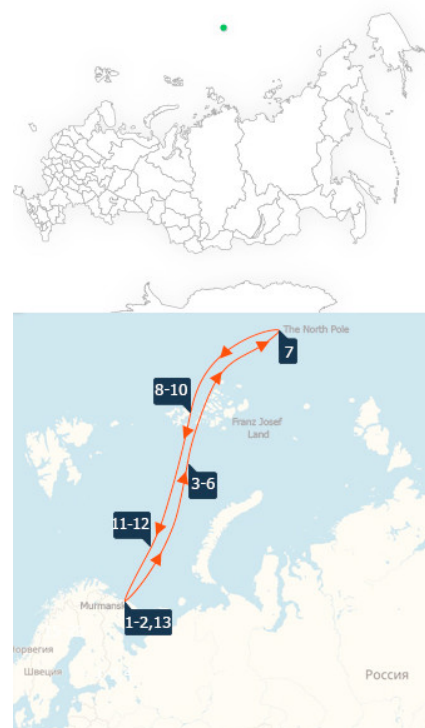 The North Pole
7
8-10
Franz Josef
Land
3-6
11-12
Murmansk
1-2,13
Норвегия
Швеция
Россия